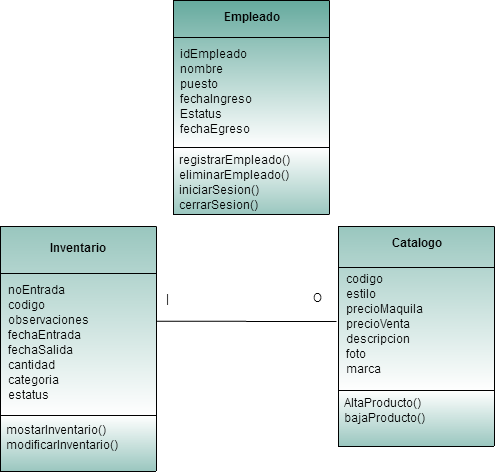 Empleado
idEmpleado
nombre
puesto
fechaIngreso
Estatus
fechaEgreso
registrarEmpleado()
eliminarEmpleado()
iniciarSesion()
cerrarSesion()
Inventario
noEntrada
codigo
observaciones
fechaEntrada
fechaSalida
cantidad
categoria
estatus
mostarInventario()
modificarInventario()
| O
Catalogo
codigo
estilo
precioMaquila
precioVenta
descripcion
foto
marca
AltaProducto()
bajaProducto()